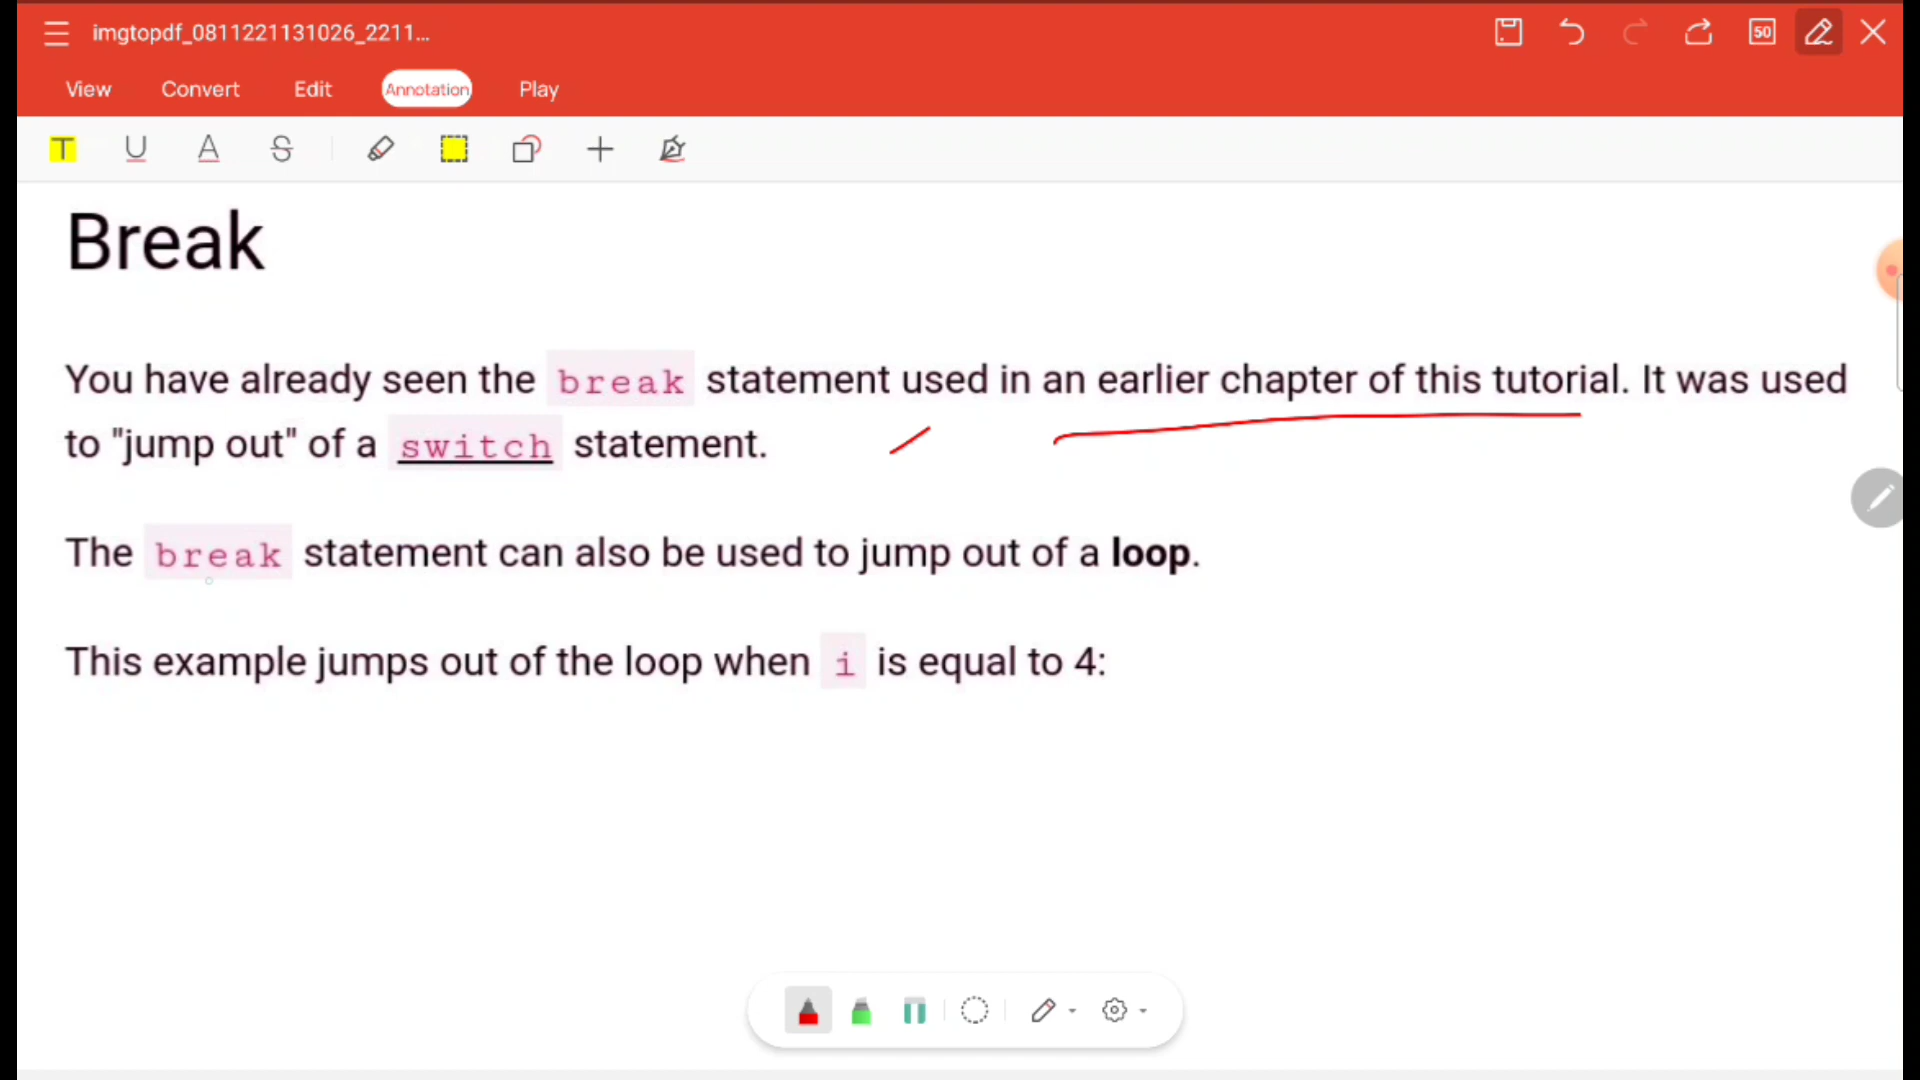 imgtopdf_0811221131026_2211...
50
View Convert Edit Annotation Play
T U A S
Break
You have already seen the break statement used in an earlier chapter of this tutorial. It was used
to "jump out" of a switch statement.
The break statement can also be used to jump out of a loop.
This example jumps out of the loop when i is equal to 4: